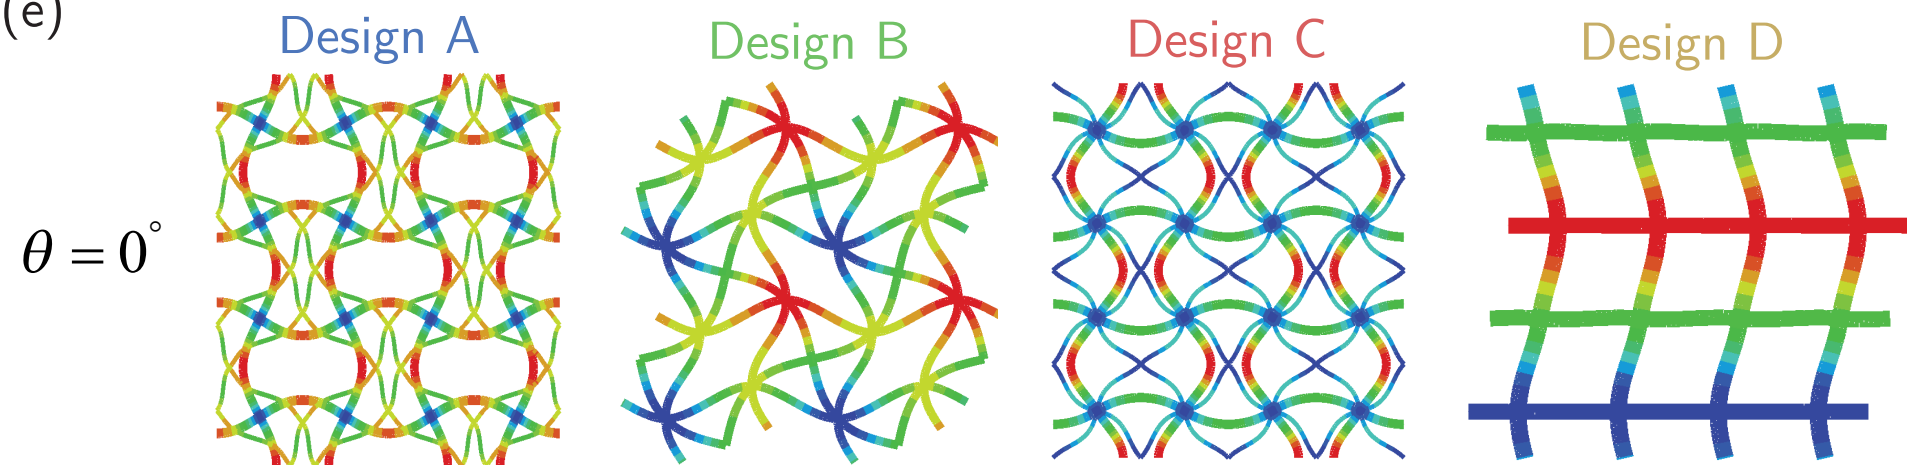 (e)
Design A
Design B
Design C
Design D
θ = 0°